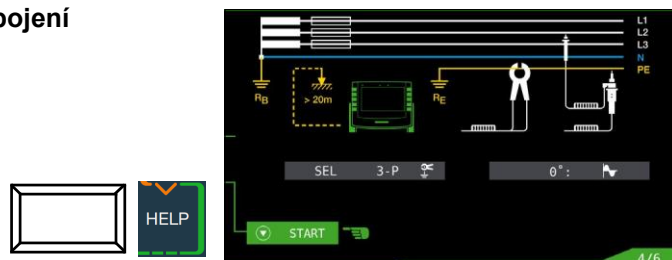 pojení
L1
L2
L3
N
PE
RB
> 20m
RE
SEL 3-P
0°:
START
4/6
HELP